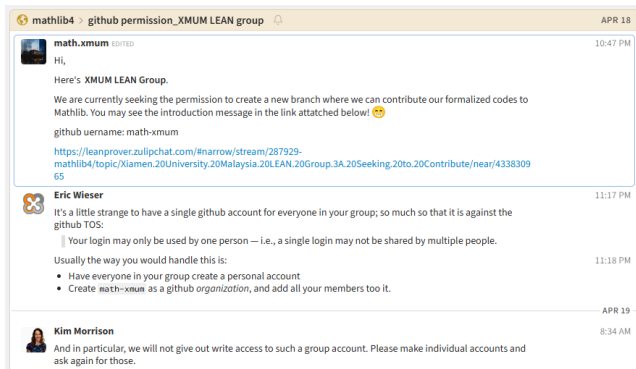 mathlib4 > github permission_XMUM LEAN group APR 18
math.xmum EDITED 10:47 PM
Hi,
Here's XMUM LEAN Group.
We are currently seeking the permission to create a new branch where we can contribute our formalized codes to
Mathlib. You may see the introduction message in the link attatched below! 😁
github uername: math-xmum
https://leanprover.zulipchat.com/#narrow/stream/287929-
mathlib4/topic/Xiamen.20University.20Malaysia.20LEAN.20Group.3A.20Seeking.20to.20Contribute/near/4338309
65
Eric Wieser 11:17 PM
It's a little strange to have a single github account for everyone in your group; so much so that it is against the
github TOS:
Your login may only be used by one person — i.e., a single login may not be shared by multiple people.
Usually the way you would handle this is: 11:18 PM
• Have everyone in your group create a personal account
• Create math-xmum as a github organization, and add all your members too it.
APR 19
Kim Morrison 8:34 AM
And in particular, we will not give out write access to such a group account. Please make individual accounts and
ask again for those.